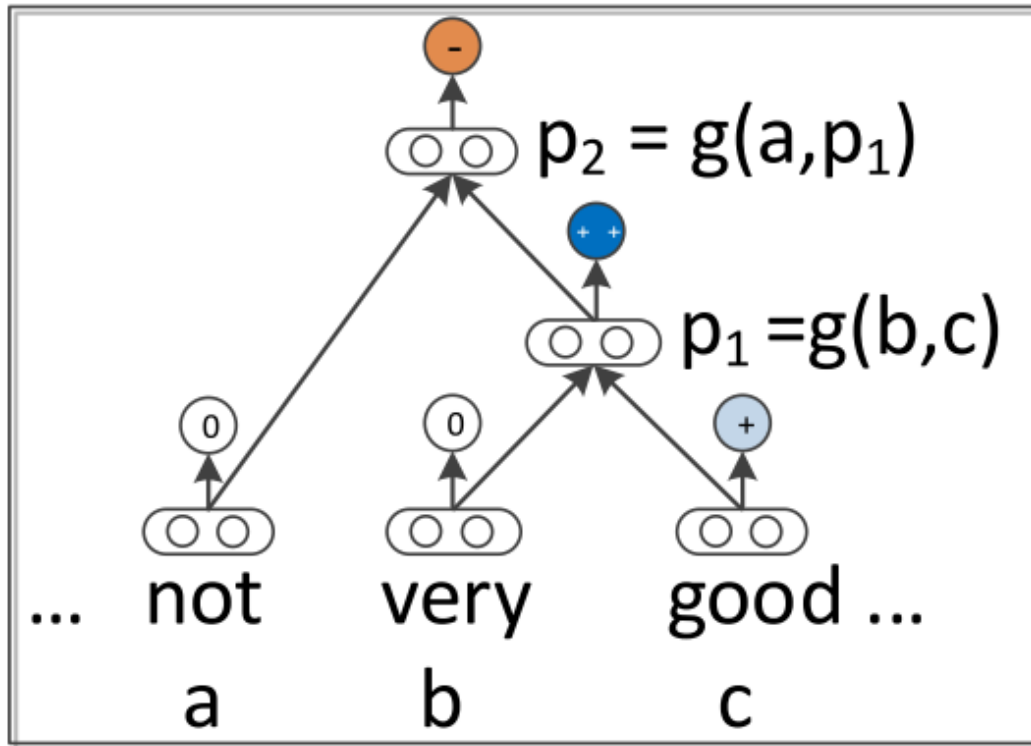 -
p₂ = g(a,p₁)
+ +
p₁ =g(b,c)
0 0 +
... not very good ...
a b c